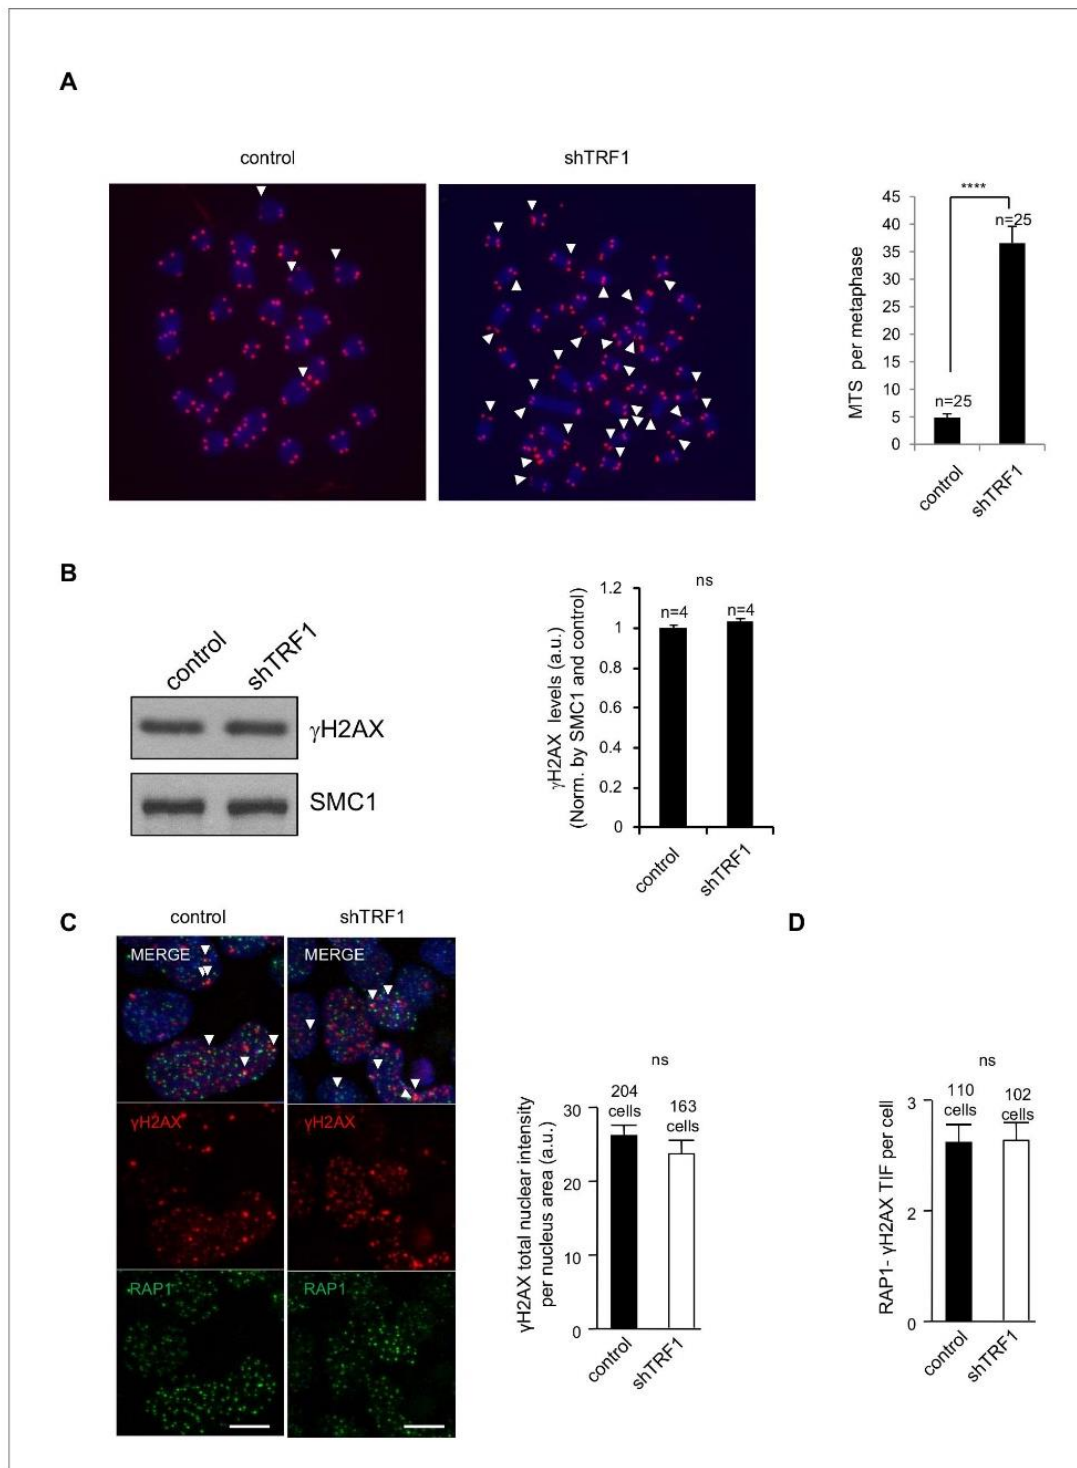 A
control
shTRF1
45
40
35
30
25
20
15
10
5
0
MTS per metaphase
****
n=25
n=25
control
shTRF1
B
control
shTRF1
γH2AX
SMC1
ns
1.2
1
0.8
0.6
0.4
0.2
0
γH2AX levels (a.u.)
(Norm. by SMC1 and control)
n=4
n=4
control
shTRF1
C
control
shTRF1
MERGE
MERGE
γH2AX
γH2AX
RAP1
RAP1
ns
204
cells
163
cells
30
20
10
0
γH2AX total nuclear intensity
per nucleus area (a.u.)
control
shTRF1
D
ns
110
cells
102
cells
3
2
0
RAP1- γH2AX TIF per cell
control
shTRF1